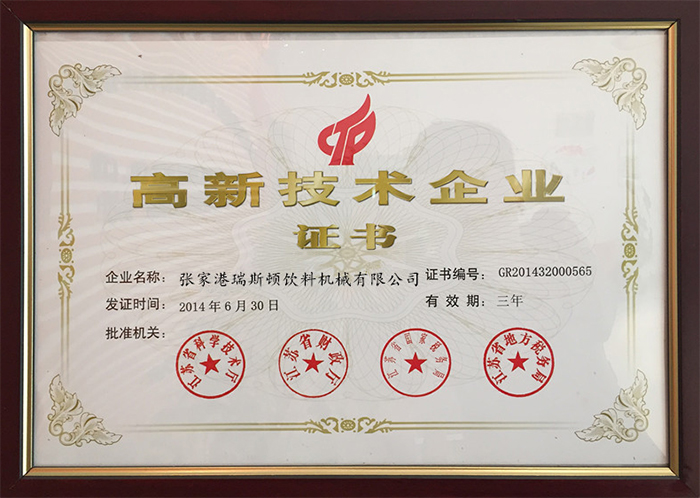 高新技术企业
证书
企业名称：张家港瑞斯顿饮料机械有限公司 证书编号：GR201432000565
发证时间：2014年6月30日 有效期：三年
批准机关：
江苏省科学技术厅 江苏省财政厅 江苏省国家税务局 江苏省地方税务局